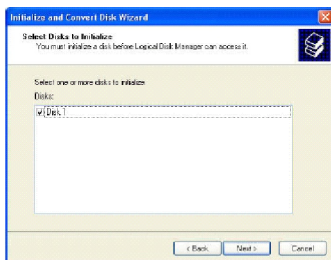 Initialize and Convert Disk Wizard
Select Disks to Initialize
You must initialize a disk before Logical Disk Manager can access it.
Select one or more disks to initialize
Disks:
Disk 1
< Back
Next >
Cancel